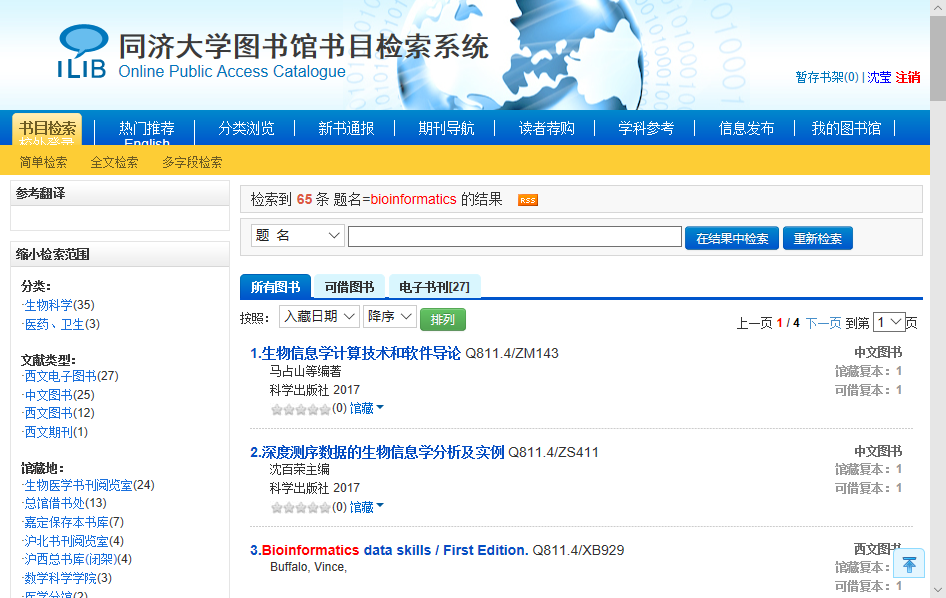 ILIB
同济大学图书馆书目检索系统
Online Public Access Catalogue
暂存书架(0) | 沈莹 注销
书目检索 热门推荐 分类浏览 新书通报 期刊导航 读者荐购 学科参考 信息发布 我的图书馆
English
简单检索 全文检索 多字段检索
参考翻译
缩小检索范围
分类:
·生物科学(35)
·医药、卫生(3)
文献类型:
·西文电子图书(27)
·中文图书(25)
·西文图书(12)
·西文期刊(1)
馆藏地:
·生物医学书刊阅览室(24)
·总馆借书处(13)
·嘉定保存本书库(7)
·沪北书刊阅览室(4)
·沪西总书库(闭架)(4)
·数学科学学院(3)
·医学分馆(2)
检索到 65 条 题名=bioinformatics 的结果 RSS
题 名 在结果中检索 重新检索
所有图书 可借图书 电子书刊[27]
按照: 入藏日期 降序 排列
上一页 1 / 4 下一页 到第 1 页
1.生物信息学计算技术和软件导论 Q811.4/ZM143 中文图书
马占山等编著 馆藏复本: 1
科学出版社 2017 可借复本: 1
(0) 馆藏
2.深度测序数据的生物信息学分析及实例 Q811.4/ZS411 中文图书
沈百荣主编 馆藏复本: 1
科学出版社 2017 可借复本: 1
(0) 馆藏
3.Bioinformatics data skills / First Edition. Q811.4/XB929 西文图书
Buffalo, Vince, 馆藏复本:
可借复本: 1